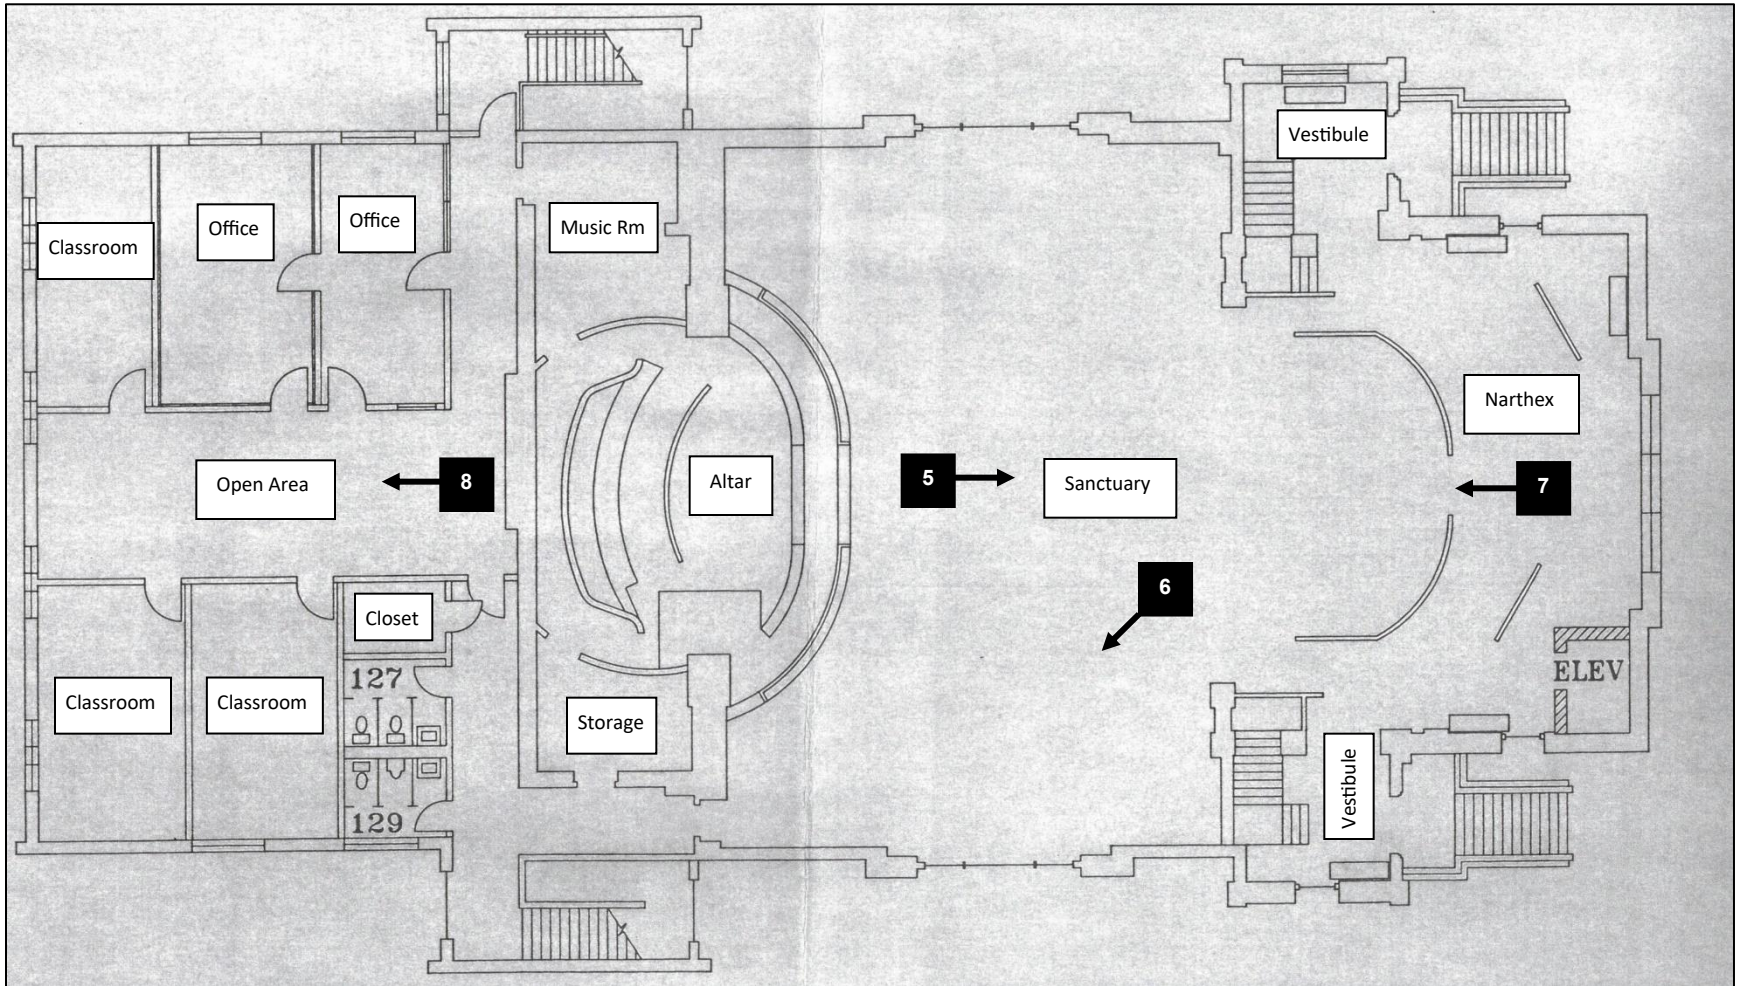 Vestibule
Office
Office
Classroom
Music Rm
Narthex
Open Area
8
Altar
5
Sanctuary
7
6
Closet
ELEV
127
Classroom
Classroom
Storage
Vestibule
129